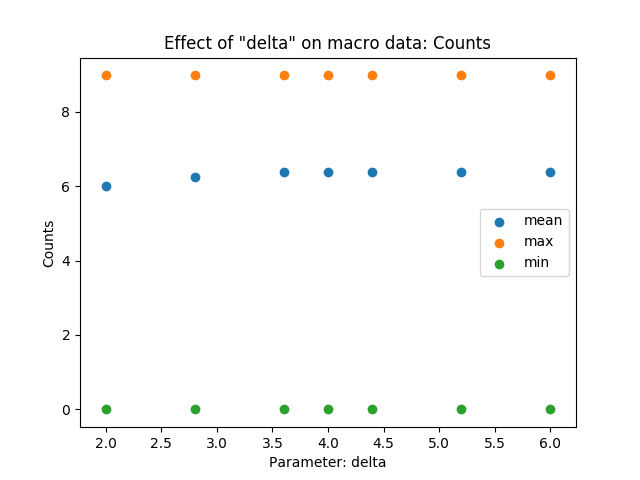 Effect of "delta" on macro data: Counts
8
6
4
2
0
Counts
mean
max
min
2.0 2.5 3.0 3.5 4.0 4.5 5.0 5.5 6.0
Parameter: delta